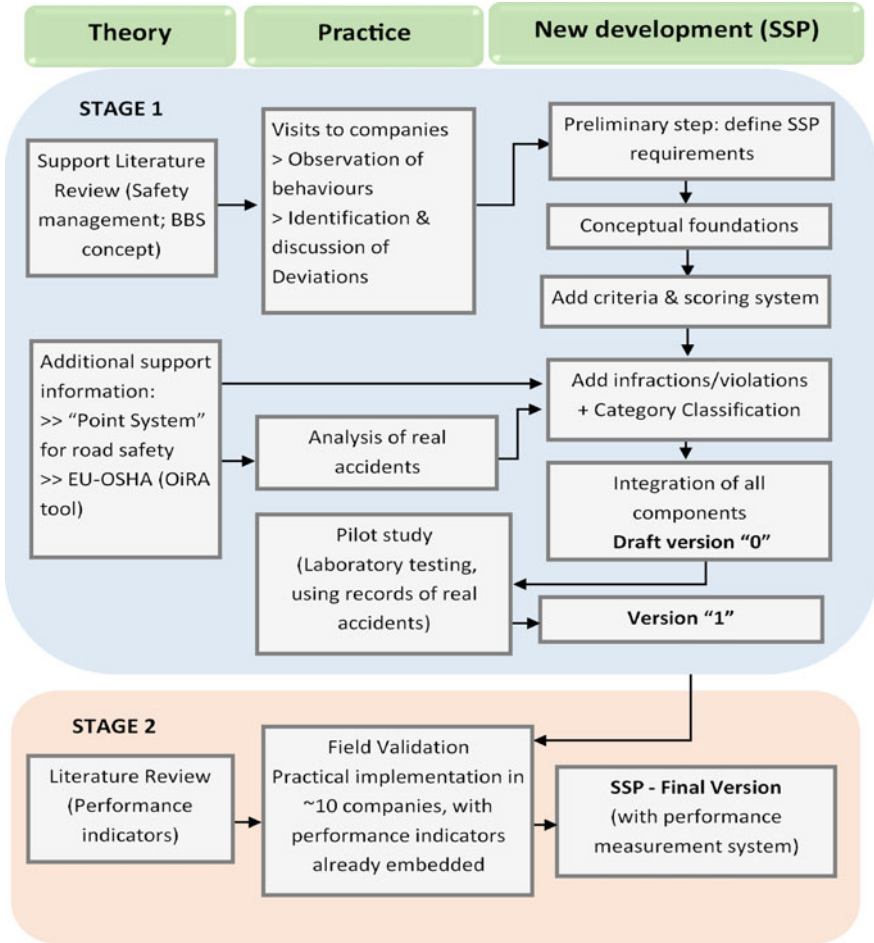 Theory
Practice
New development (SSP)
STAGE 1
Support Literature
Review (Safety
management; BBS
concept)
Visits to companies
> Observation of
behaviours
> Identification &
discussion of
Deviations
Preliminary step: define SSP
requirements
Conceptual foundations
Add criteria & scoring system
Additional support
information:
>> “Point System”
for road safety
>> EU-OSHA (OiRA
tool)
Analysis of real
accidents
Add infractions/violations
+ Category Classification
Integration of all
components
Draft version “0”
Pilot study
(Laboratory testing,
using records of real
accidents)
Version “1”
STAGE 2
Literature Review
(Performance
indicators)
Field Validation
Practical implementation in
~10 companies, with
performance indicators
already embedded
SSP - Final Version
(with performance
measurement system)